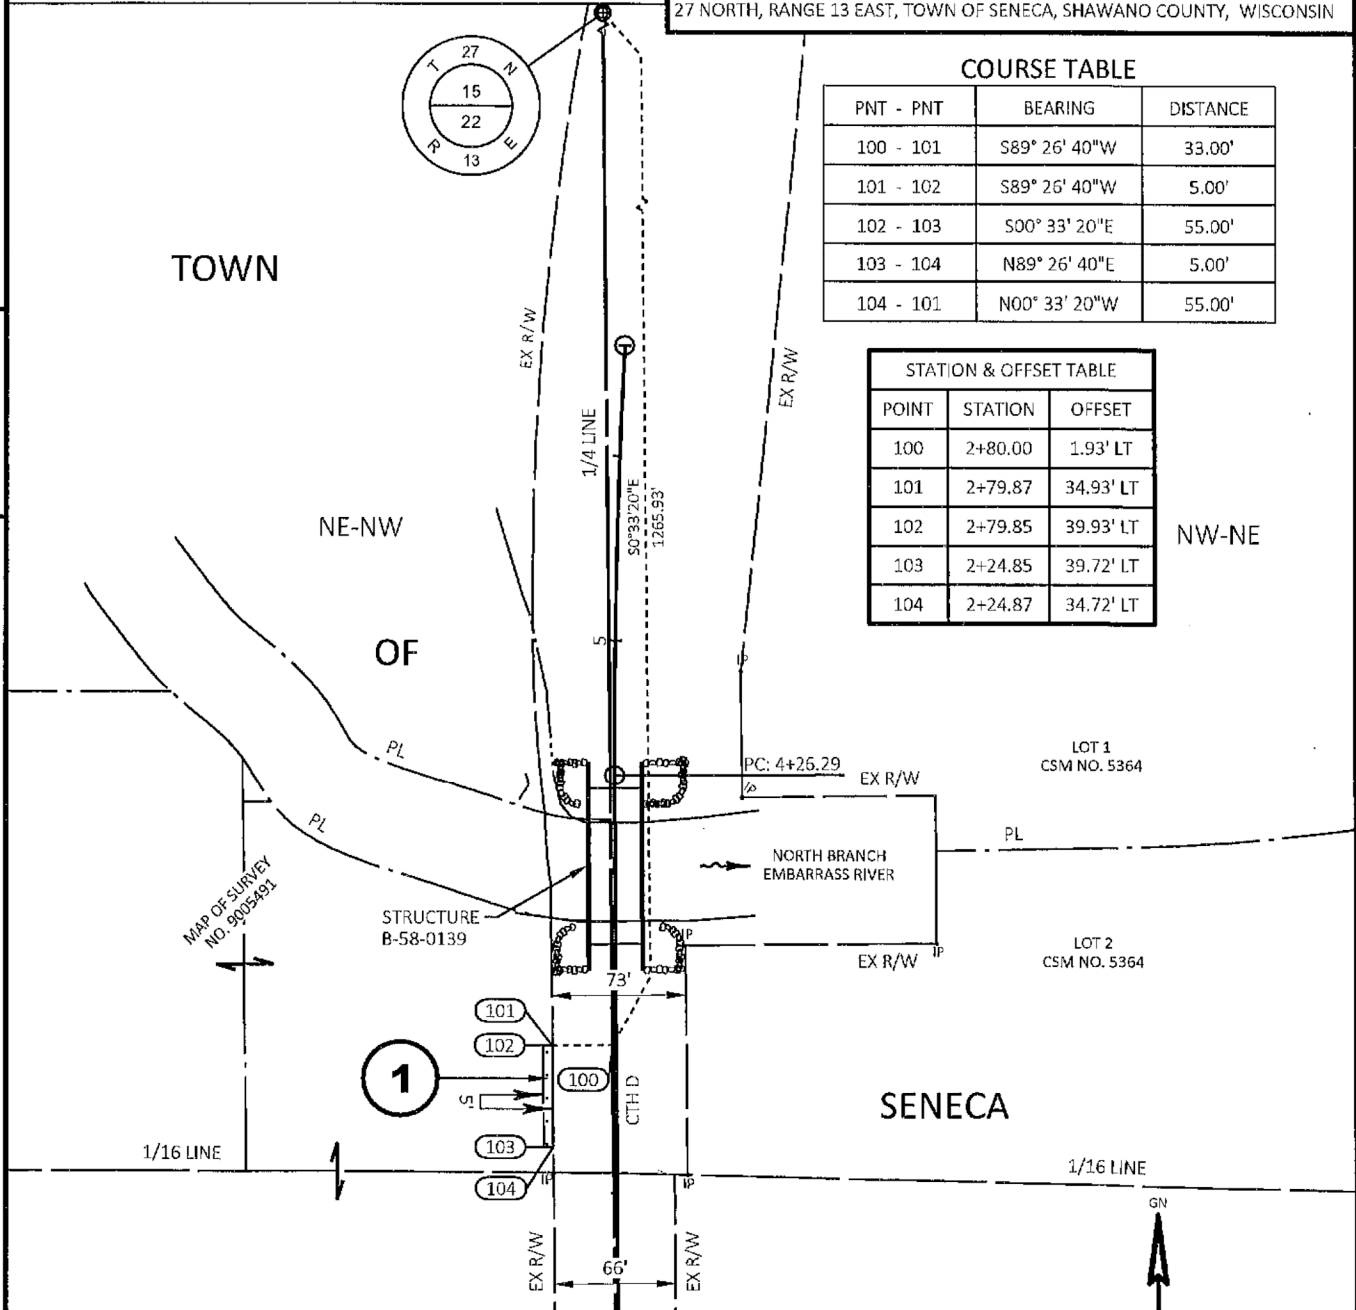 27 NORTH, RANGE 13 EAST, TOWN OF SENECA, SHAWANO COUNTY, WISCONSIN
T 27 N
15
22
R 13 E
COURSE TABLE
PNT - PNT BEARING DISTANCE
100 - 101 S89° 26' 40"W 33.00'
101 - 102 S89° 26' 40"W 5.00'
102 - 103 S00° 33' 20"E 55.00'
103 - 104 N89° 26' 40"E 5.00'
104 - 101 N00° 33' 20"W 55.00'
TOWN
EX R/W
EX R/W
STATION & OFFSET TABLE
POINT STATION OFFSET
100 2+80.00 1.93' LT
101 2+79.87 34.93' LT
102 2+79.85 39.93' LT
103 2+24.85 39.72' LT
104 2+24.87 34.72' LT
T
1/4 LINE
S0°33'20"E
1265.93'
NE-NW
NW-NE
5
OF
IP
PL
PC: 4+26.29
IP
EX R/W
LOT 1
CSM NO. 5364
PL
PL
NORTH BRANCH
EMBARRASS RIVER
MAP OF SURVEY
NO. 9005491
STRUCTURE
B-58-0139
IP
EX R/W
IP
LOT 2
CSM NO. 5364
73'
101
102
1
100
5'
CTH D
SENECA
103
1/16 LINE
1/16 LINE
104
IP
IP
GN
EX R/W
66'
EX R/W